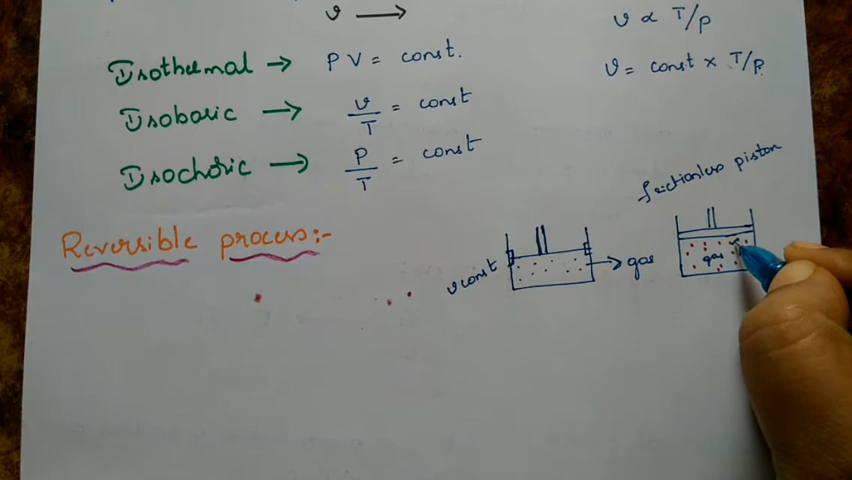 v →
v ∝ T/p
Isothermal → PV = const.
v = const × T/p.
Isobaric → v/T = const
Isochoric → P/T = const
frictionless piston
Reversible process:-
v const
gas
gas